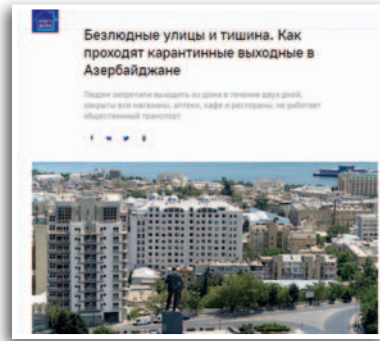 Безлюдные улицы и тишина. Как
проходят карантинные выходные в
Азербайджане
Людям запретили выходить из дома в течение двух дней,
закрыты все магазины, аптеки, кафе и рестораны, не работает
общественный транспорт.